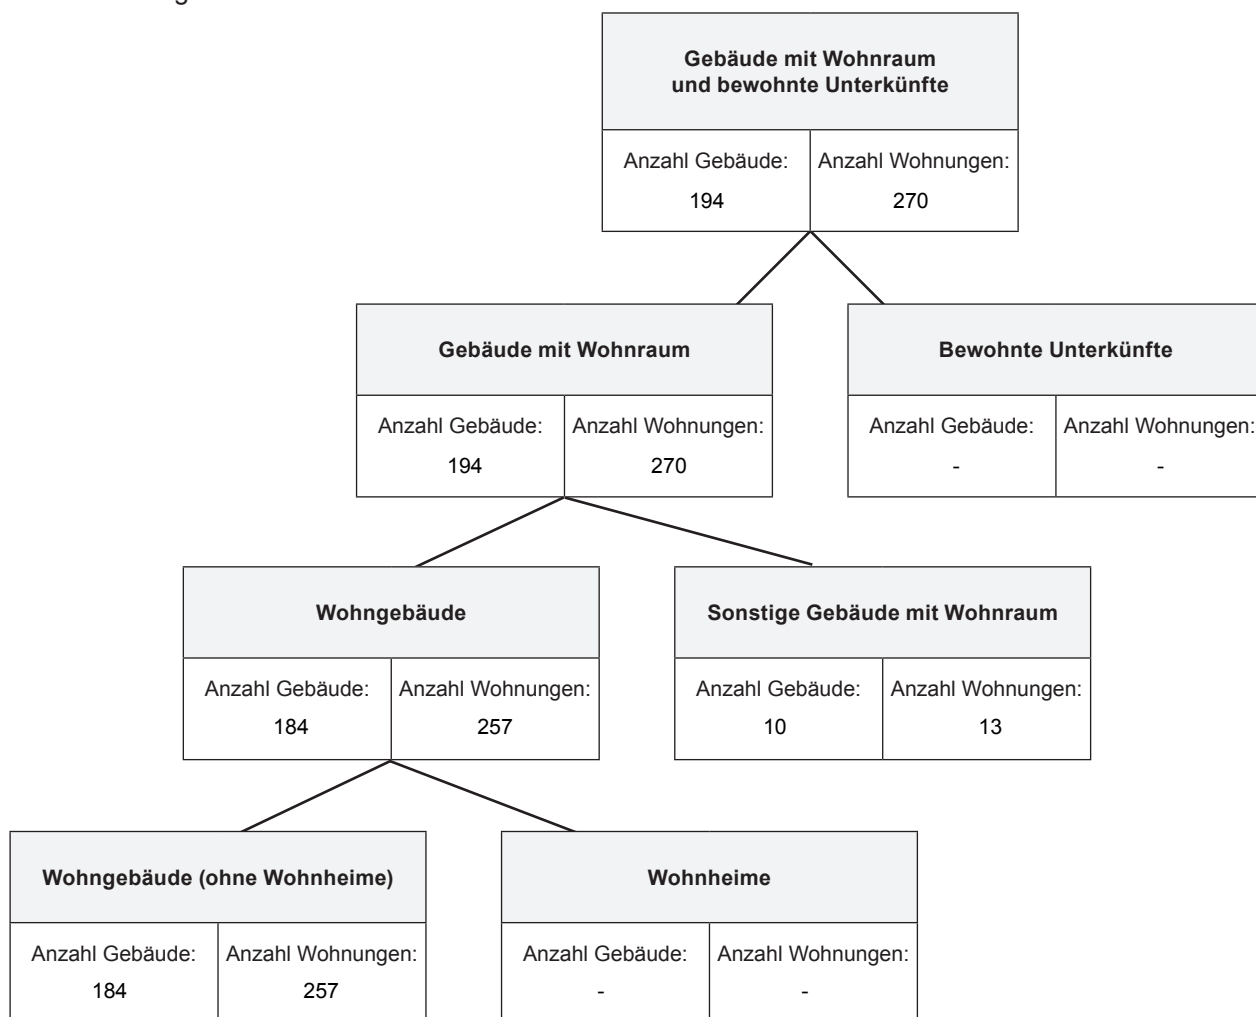 Gebäude mit Wohnraum
und bewohnte Unterkünfte
Anzahl Gebäude: Anzahl Wohnungen:
194 270
Gebäude mit Wohnraum
Anzahl Gebäude: Anzahl Wohnungen:
194 270
Bewohnte Unterkünfte
Anzahl Gebäude: Anzahl Wohnungen:
- -
Wohngebäude
Anzahl Gebäude: Anzahl Wohnungen:
184 257
Sonstige Gebäude mit Wohnraum
Anzahl Gebäude: Anzahl Wohnungen:
10 13
Wohngebäude (ohne Wohnheime)
Anzahl Gebäude: Anzahl Wohnungen:
184 257
Wohnheime
Anzahl Gebäude: Anzahl Wohnungen:
- -